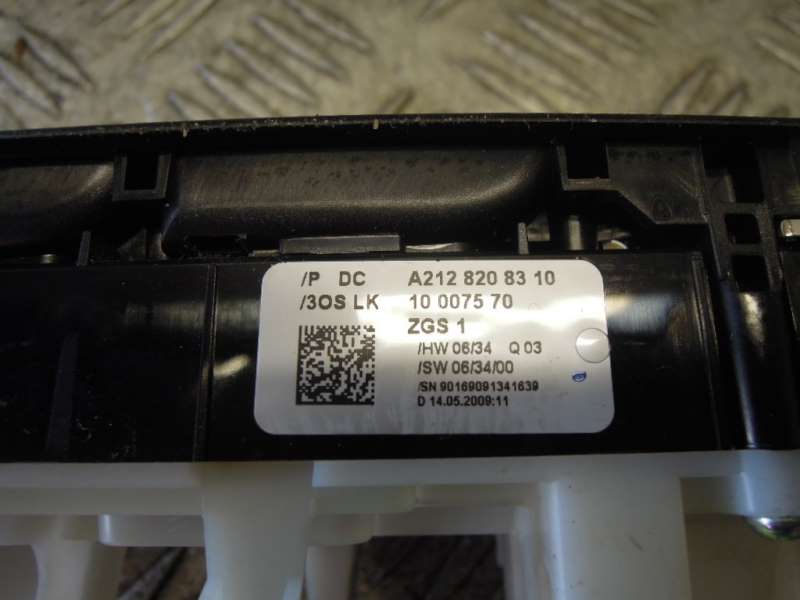 /P DC A212 820 83 10
/3OS LK 10 0075 70
ZGS 1
/HW 06/34 Q 03
/SW 06/34/00
/SN 90169091341639
D 14.05.2009:11